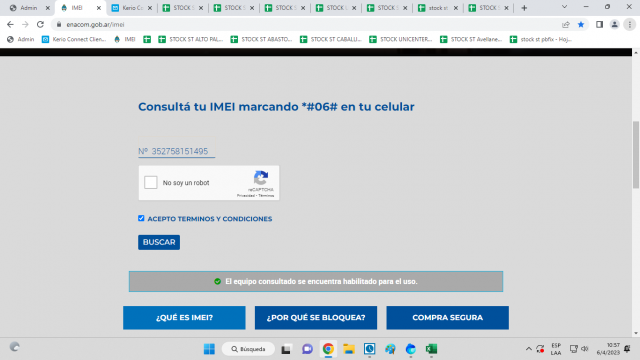 Admin
IMEI
Kerio C
STOCK S
STOCK S
STOCK S
STOCK S
STOCK S
stock st
STOCK S
enacom.gob.ar/imei
Admin
Kerio Connect Clien...
IMEI
STOCK ST ALTO PAL...
STOCK ST ABASTO...
STOCK ST CABALLI...
STOCK UNICENTER...
STOCK ST Avellane...
stock st pbfix - Hoj...
Consultá tu IMEI marcando *#06# en tu celular
Nº 352758151495
No soy un robot
reCAPTCHA
Privacidad - Términos
ACEPTO TERMINOS Y CONDICIONES
BUSCAR
El equipo consultado se encuentra habilitado para el uso.
¿QUÉ ES IMEI?
¿POR QUÉ SE BLOQUEA?
COMPRA SEGURA
Búsqueda
ESP
LAA
10:57
6/4/2023